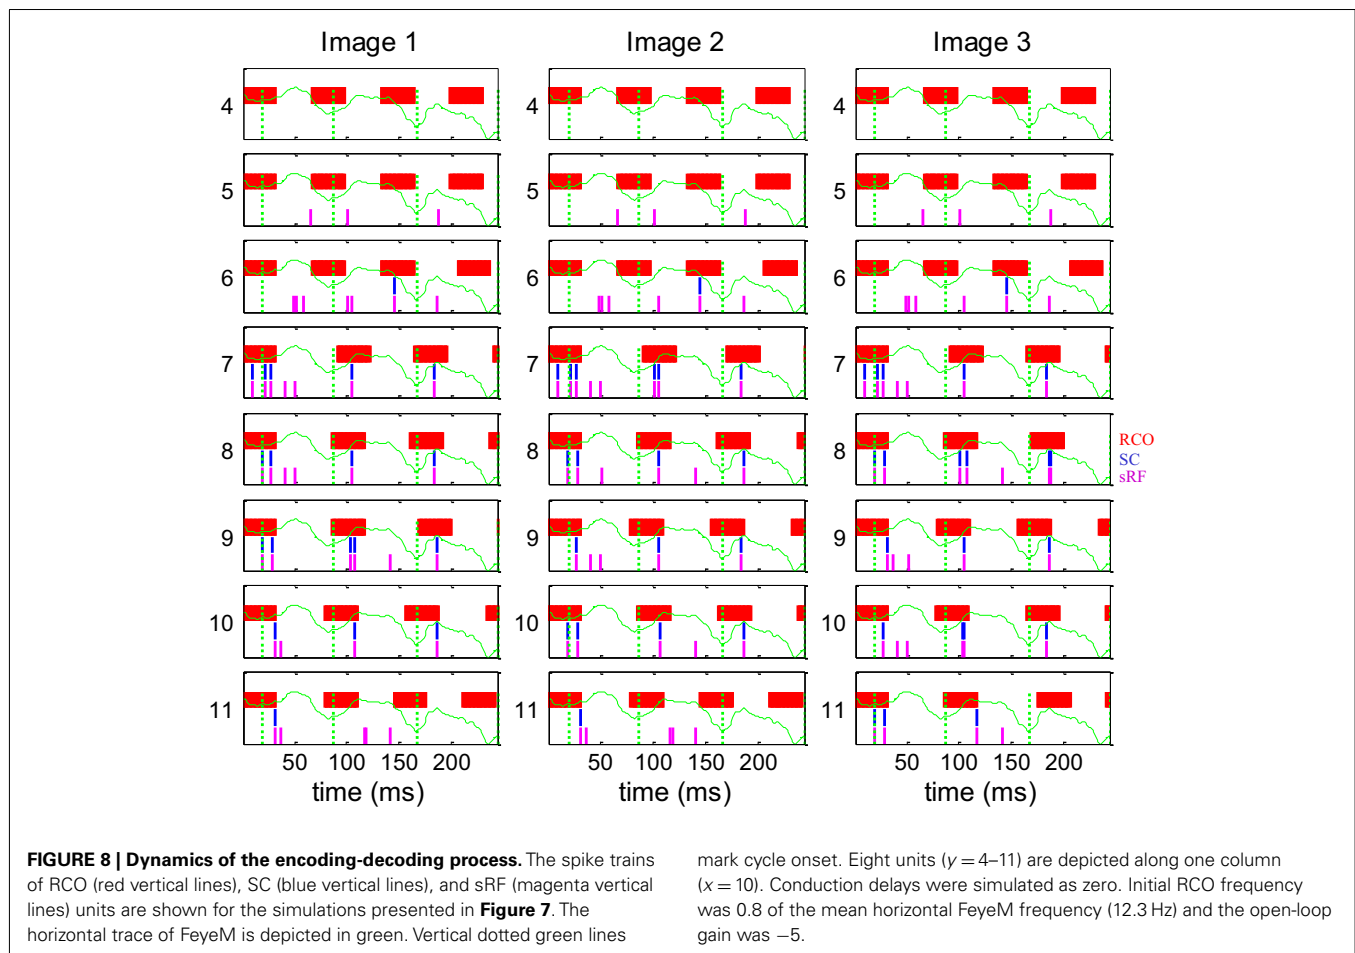 Image 1 Image 2 Image 3
4 4 4
5 5 5
6 6 6
7 7 7
8 8 8
RCO
SC
sRF
9 9 9
10 10 10
11 11 11
50 100 150 200 50 100 150 200 50 100 150 200
time (ms) time (ms) time (ms)
FIGURE 8 | Dynamics of the encoding-decoding process. The spike trains
of RCO (red vertical lines), SC (blue vertical lines), and sRF (magenta vertical
lines) units are shown for the simulations presented in Figure 7. The
horizontal trace of FeyeM is depicted in green. Vertical dotted green lines
mark cycle onset. Eight units (y = 4–11) are depicted along one column
(x = 10). Conduction delays were simulated as zero. Initial RCO frequency
was 0.8 of the mean horizontal FeyeM frequency (12.3 Hz) and the open-loop
gain was −5.